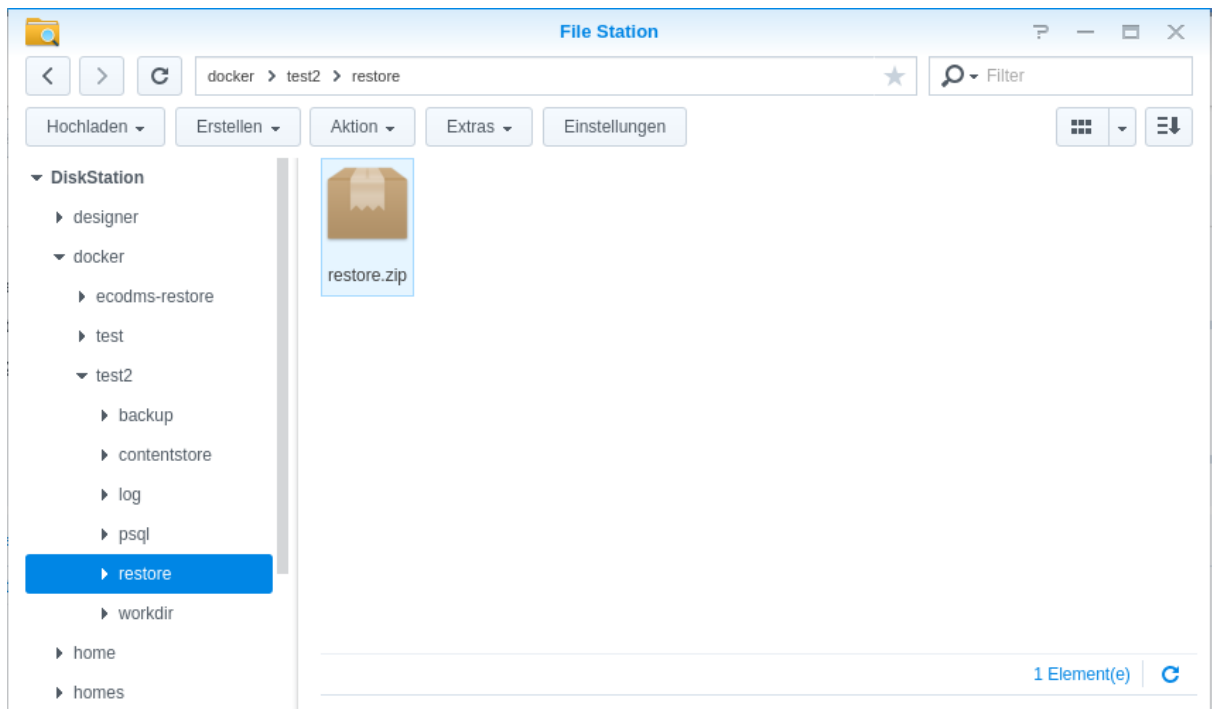 File Station
docker > test2 > restore
Filter
Hochladen Erstellen Aktion Extras Einstellungen
DiskStation
designer
docker
ecodms-restore
test
test2
backup
contentstore
log
psql
restore
workdir
home
homes
restore.zip
1 Element(e)